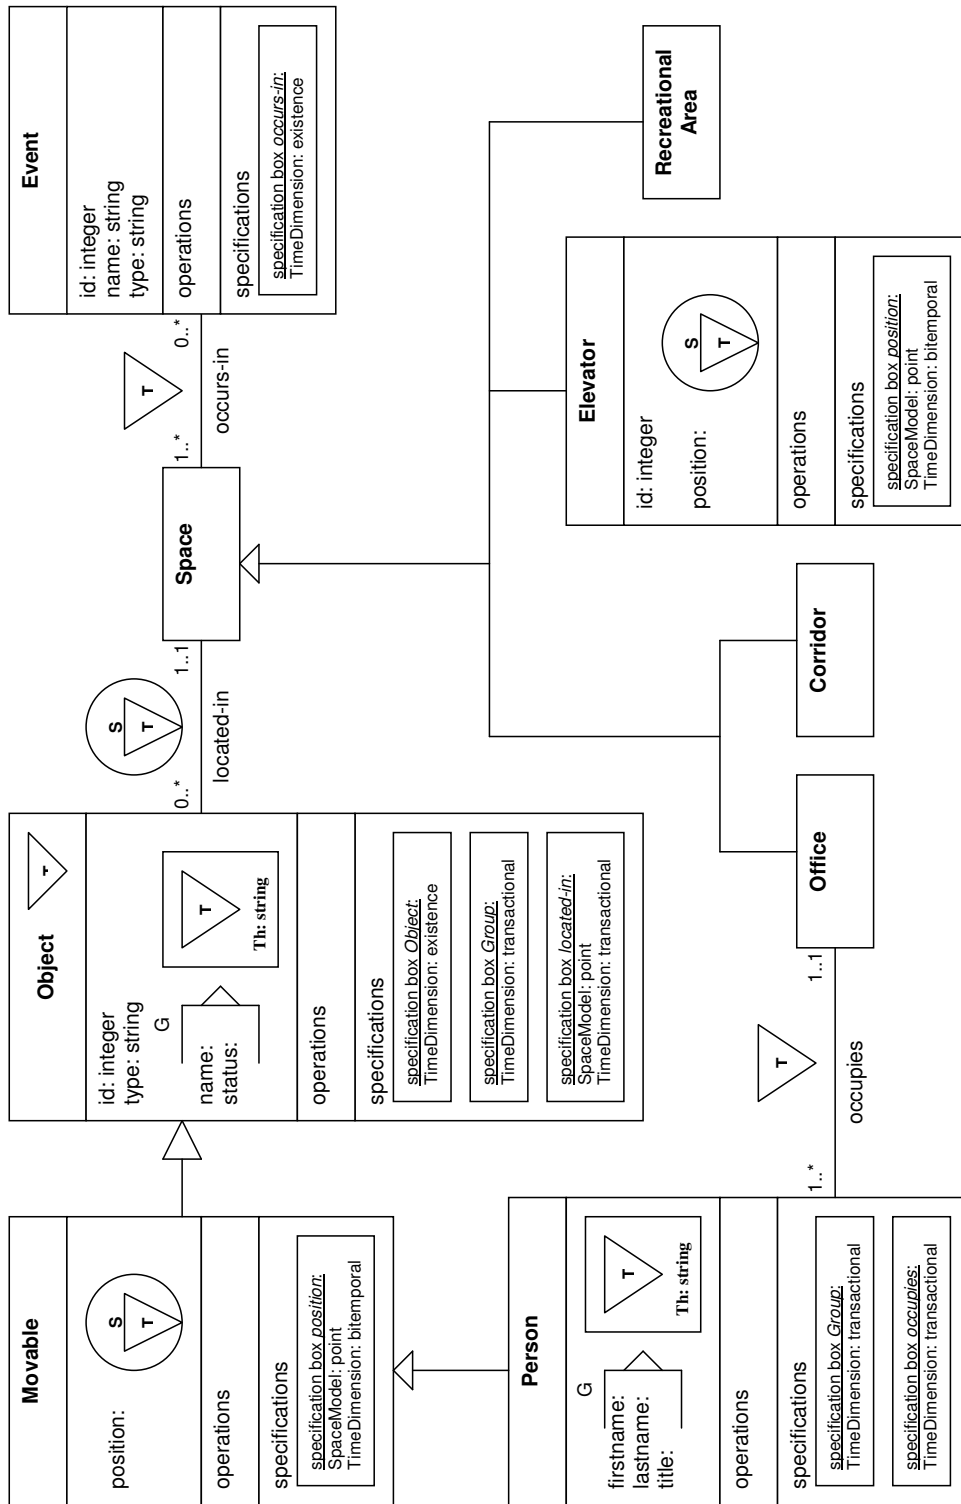 Movable
position:
S
T
operations
specifications
specification box position:
SpaceModel: point
TimeDimension: bitemporal
Object
T
id: integer
type: string
G
name:
status:
T
Th: string
operations
specifications
specification box Object:
TimeDimension: existence
specification box Group:
TimeDimension: transactional
specification box located-in:
SpaceModel: point
TimeDimension: transactional
S
T
0..*
1..1
located-in
Space
T
1..*
0..*
occurs-in
Event
id: integer
name: string
type: string
operations
specifications
specification box occurs-in:
TimeDimension: existence
Person
G
firstname:
lastname:
title:
T
Th: string
operations
specifications
specification box Group:
TimeDimension: transactional
specification box occupies:
TimeDimension: transactional
T
1..*
1..1
occupies
Office
Corridor
Elevator
id: integer
position:
S
T
operations
specifications
specification box position:
SpaceModel: point
TimeDimension: bitemporal
Recreational
Area